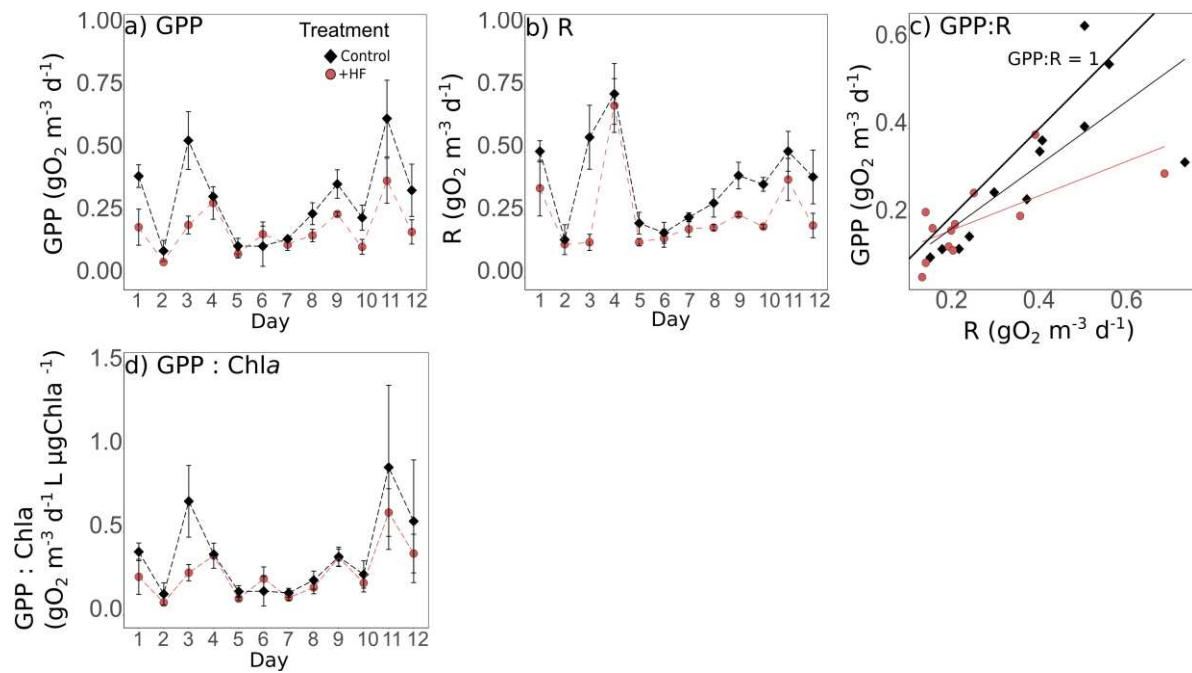 a) GPP
Treatment
Control
+HF
GPP (gO₂ m⁻³ d⁻¹)
1.00
0.75
0.50
0.25
0.00
1 2 3 4 5 6 7 8 9 10 11 12
Day
b) R
R (gO₂ m⁻³ d⁻¹)
1.00
0.75
0.50
0.25
0.00
1 2 3 4 5 6 7 8 9 10 11 12
Day
c) GPP:R
GPP:R = 1
GPP (gO₂ m⁻³ d⁻¹)
0.6
0.4
0.2
0.2 0.4 0.6
R (gO₂ m⁻³ d⁻¹)
d) GPP : Chla
GPP : Chla
(gO₂ m⁻³ d⁻¹ L µgChla ⁻¹)
1.5
1.0
0.5
0.0
1 2 3 4 5 6 7 8 9 10 11 12
Day